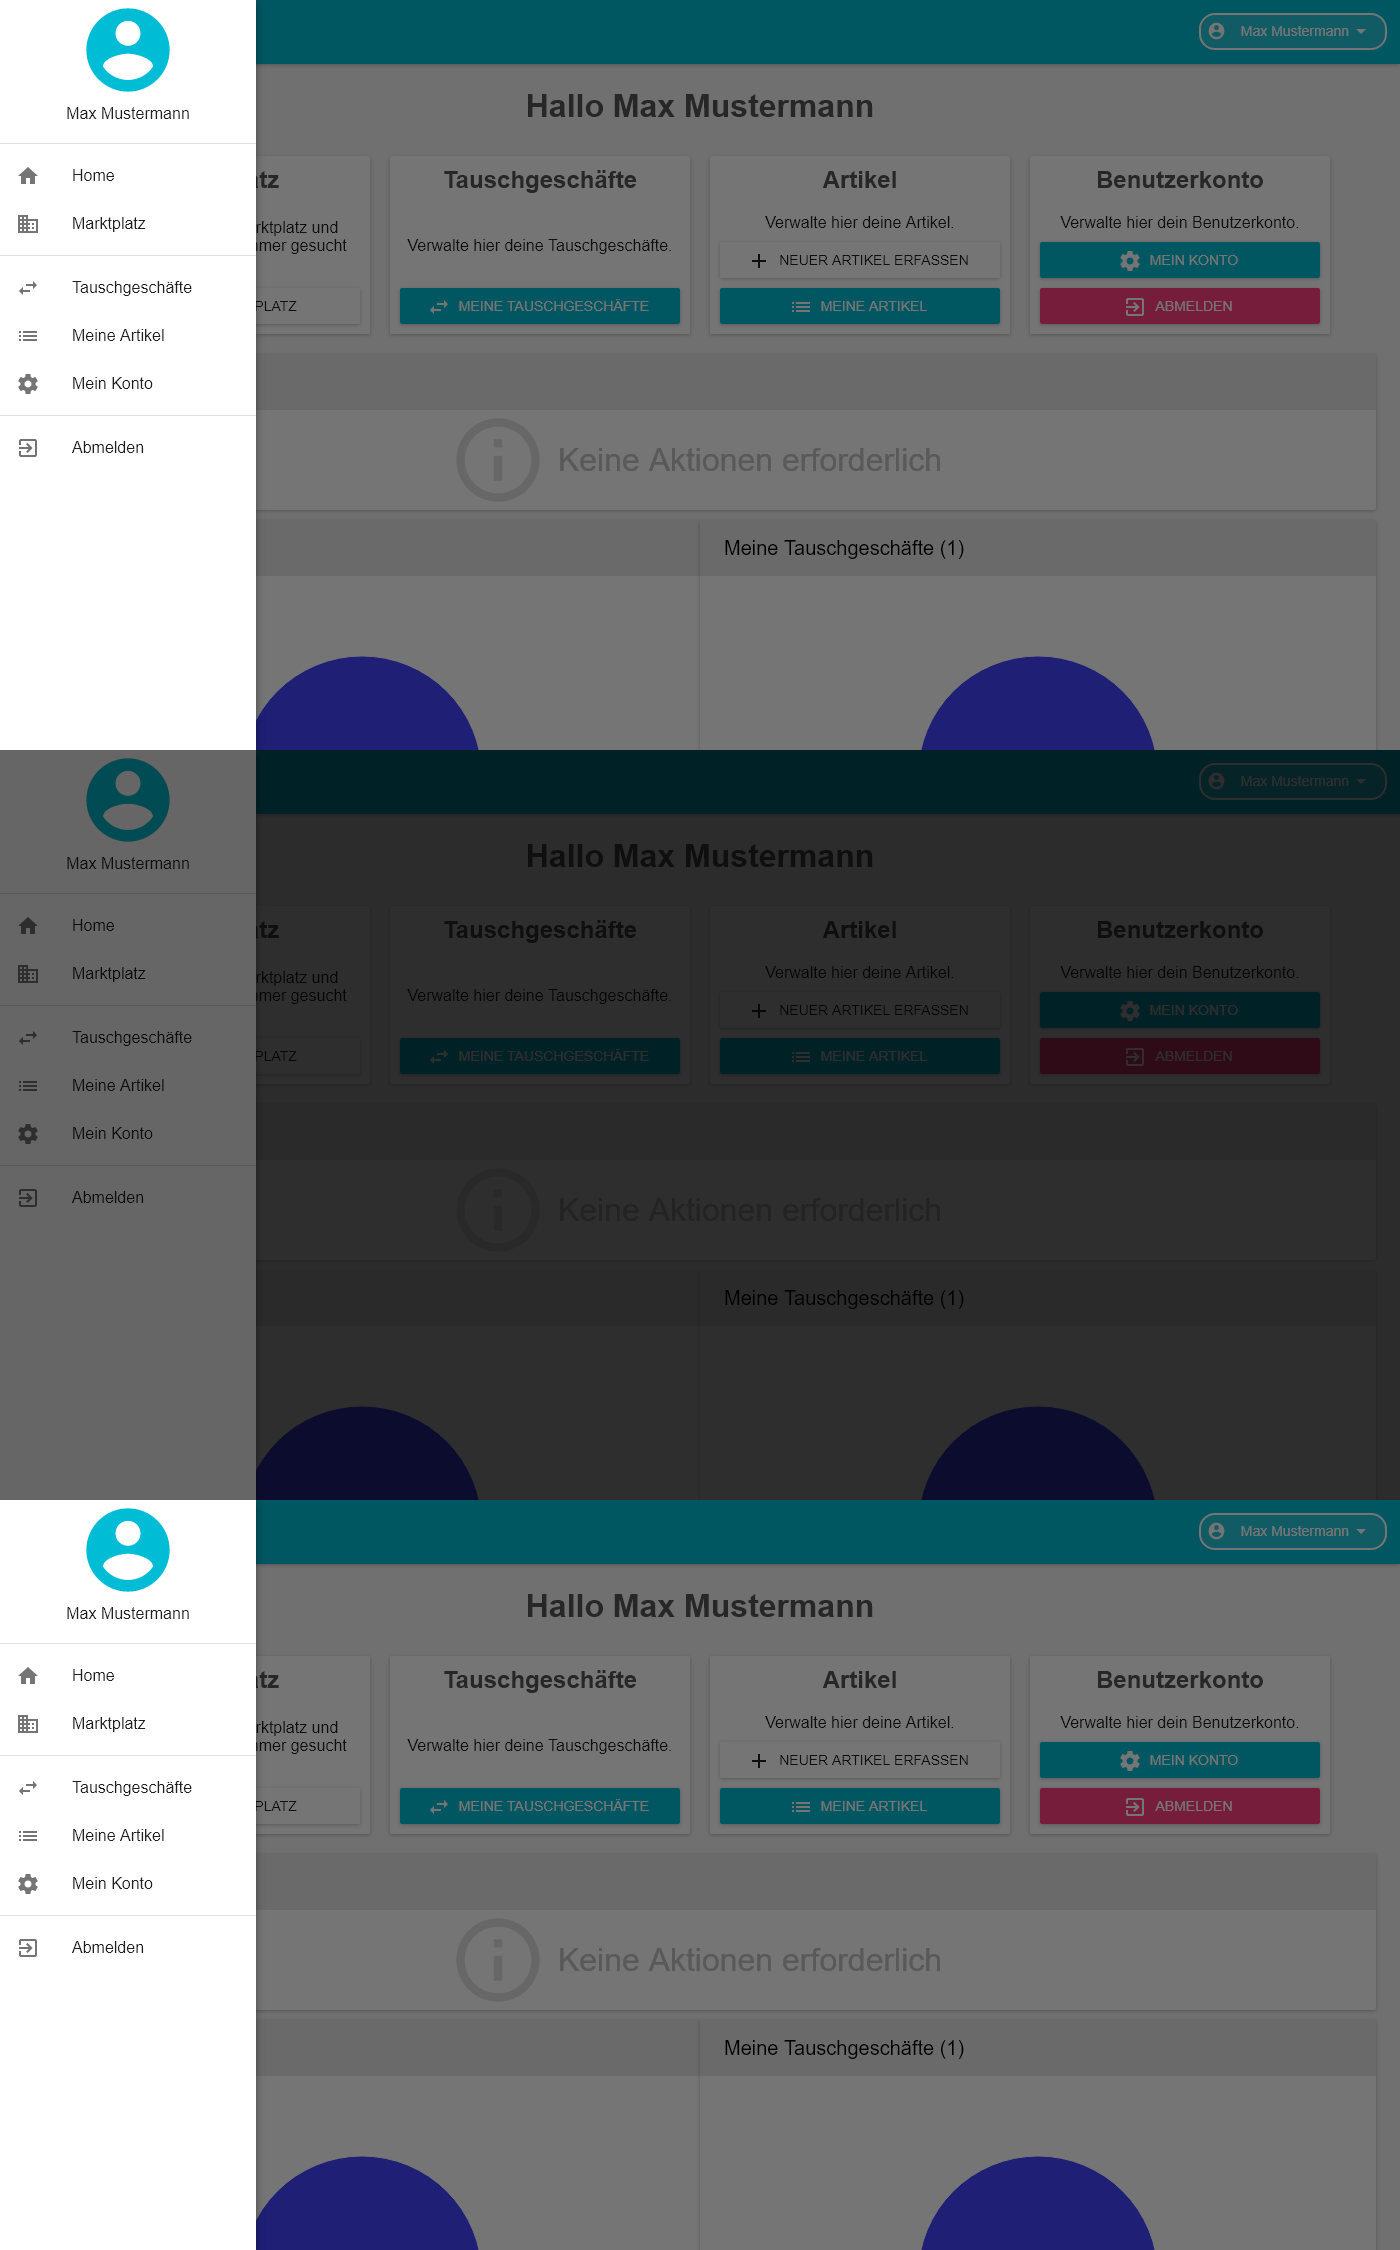 Max Mustermann
Max Mustermann
Home
Marktplatz
Tauschgeschäfte
Meine Artikel
Mein Konto
Abmelden
Hallo Max Mustermann
tz
rktplatz und
mer gesucht
PLATZ
Tauschgeschäfte
Verwalte hier deine Tauschgeschäfte.
MEINE TAUSCHGESCHÄFTE
Artikel
Verwalte hier deine Artikel.
NEUER ARTIKEL ERFASSEN
MEINE ARTIKEL
Benutzerkonto
Verwalte hier dein Benutzerkonto.
MEIN KONTO
ABMELDEN
Keine Aktionen erforderlich
Meine Tauschgeschäfte (1)
Max Mustermann
Max Mustermann
Home
Marktplatz
Tauschgeschäfte
Meine Artikel
Mein Konto
Abmelden
Hallo Max Mustermann
tz
rktplatz und
mer gesucht
PLATZ
Tauschgeschäfte
Verwalte hier deine Tauschgeschäfte.
MEINE TAUSCHGESCHÄFTE
Artikel
Verwalte hier deine Artikel.
NEUER ARTIKEL ERFASSEN
MEINE ARTIKEL
Benutzerkonto
Verwalte hier dein Benutzerkonto.
MEIN KONTO
ABMELDEN
Keine Aktionen erforderlich
Meine Tauschgeschäfte (1)
Max Mustermann
Max Mustermann
Home
Marktplatz
Tauschgeschäfte
Meine Artikel
Mein Konto
Abmelden
Hallo Max Mustermann
tz
rktplatz und
mer gesucht
PLATZ
Tauschgeschäfte
Verwalte hier deine Tauschgeschäfte.
MEINE TAUSCHGESCHÄFTE
Artikel
Verwalte hier deine Artikel.
NEUER ARTIKEL ERFASSEN
MEINE ARTIKEL
Benutzerkonto
Verwalte hier dein Benutzerkonto.
MEIN KONTO
ABMELDEN
Keine Aktionen erforderlich
Meine Tauschgeschäfte (1)